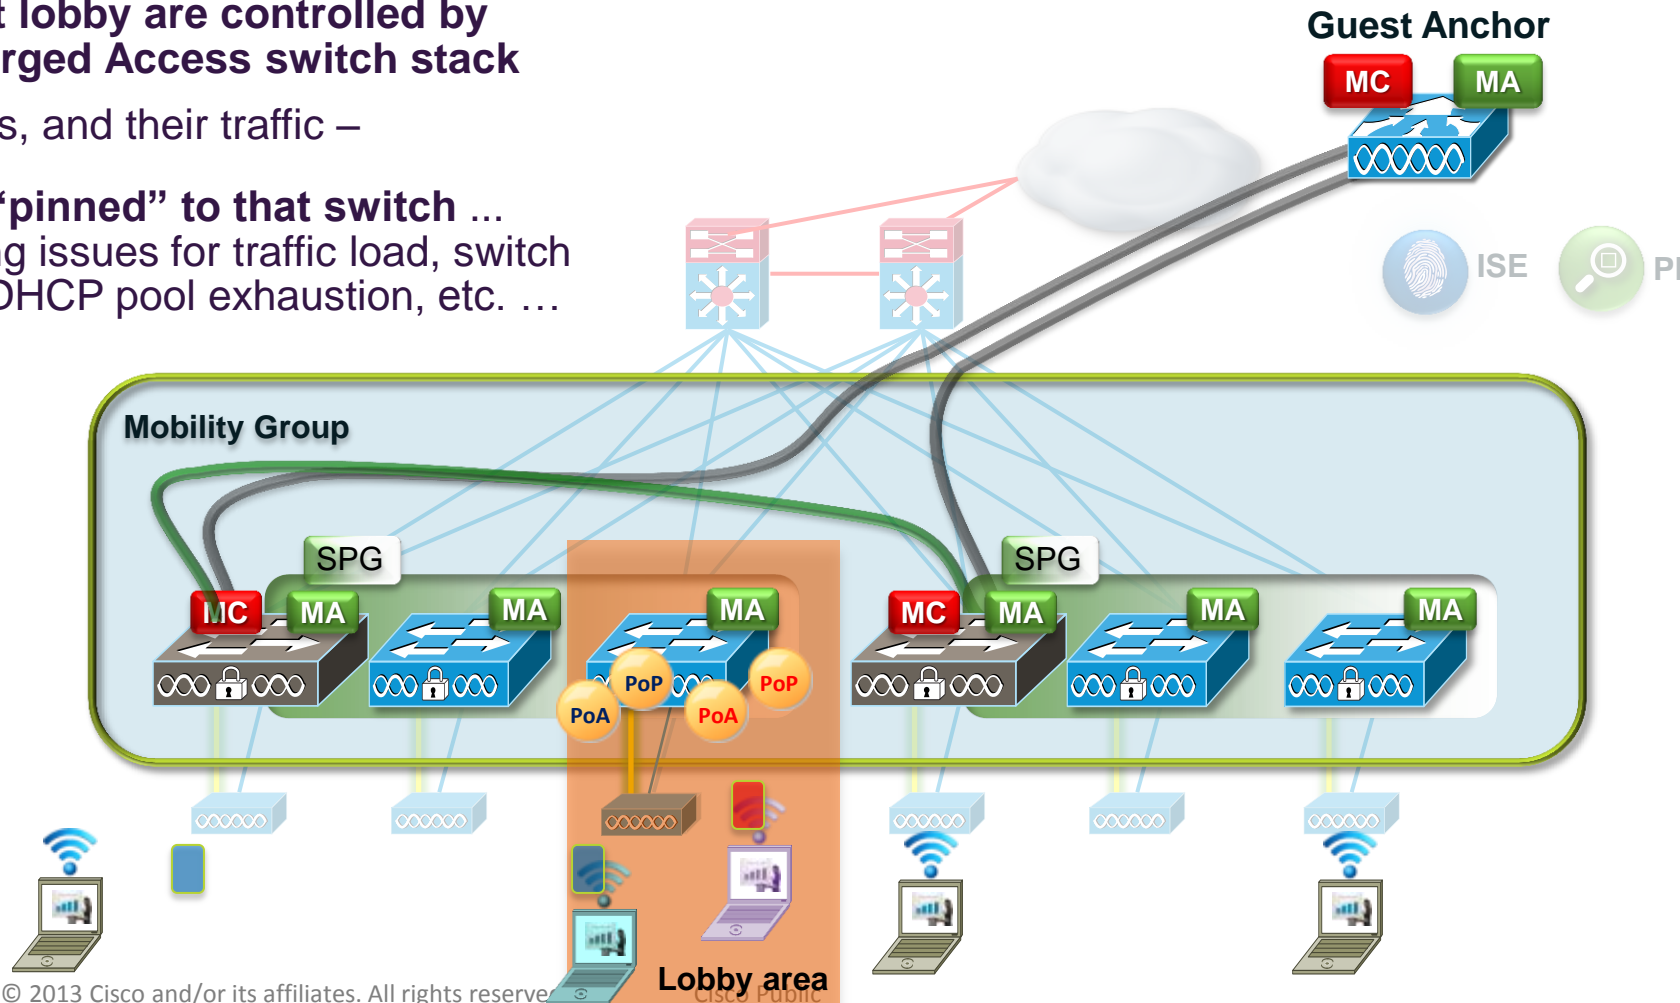 t lobby are controlled by
rged Access switch stack
s, and their traffic –
“pinned” to that switch ...
g issues for traffic load, switch
DHCP pool exhaustion, etc. …
Guest Anchor
MC MA
ISE
Mobility Group
SPG
SPG
MC MA MA MA MC MA MA MA
PoP PoP
PoA PoA
Lobby area
© 2013 Cisco and/or its affiliates. All rights reserve
Cisco Public